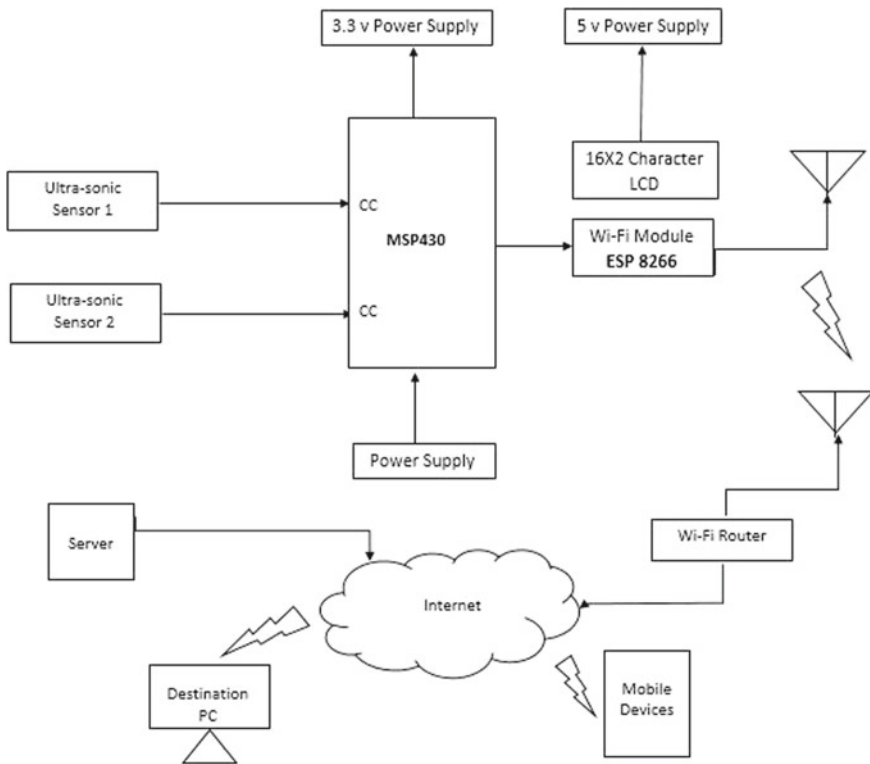 3.3 v Power Supply
5 v Power Supply
16X2 Character
LCD
Ultra-sonic
Sensor 1
CC
MSP430
Wi-Fi Module
ESP 8266
Ultra-sonic
Sensor 2
CC
Power Supply
Server
Wi-Fi Router
Internet
Destination
PC
Mobile
Devices